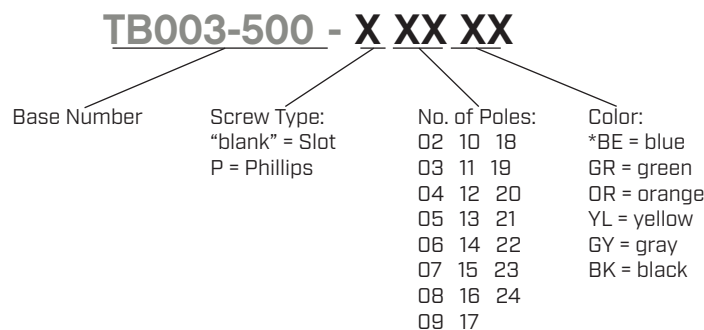 TB003-500 - X XX XX
Base Number
Screw Type:
“blank” = Slot
P = Phillips
No. of Poles:
02 10 18
03 11 19
04 12 20
05 13 21
06 14 22
07 15 23
08 16 24
09 17
Color:
*BE = blue
GR = green
OR = orange
YL = yellow
GY = gray
BK = black